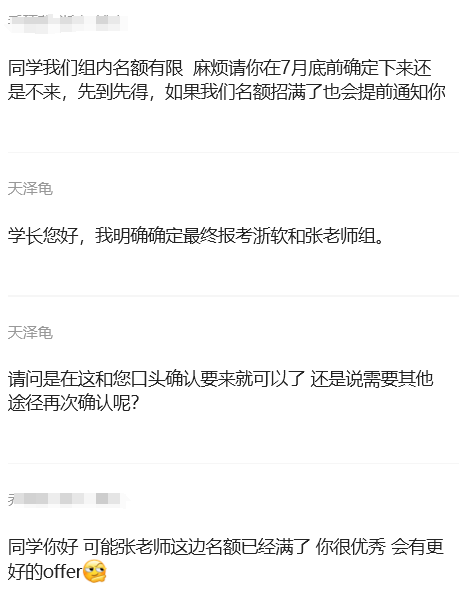 同学我们组内名额有限 麻烦请你在7月底前确定下来还
是不来，先到先得，如果我们名额招满了也会提前通知你
天泽龟
学长您好，我明确确定最终报考浙软和张老师组。
天泽龟
请问是在这和您口头确认要来就可以了 还是说需要其他
途径再次确认呢？
同学你好 可能张老师这边名额已经满了 你很优秀 会有更
好的offer